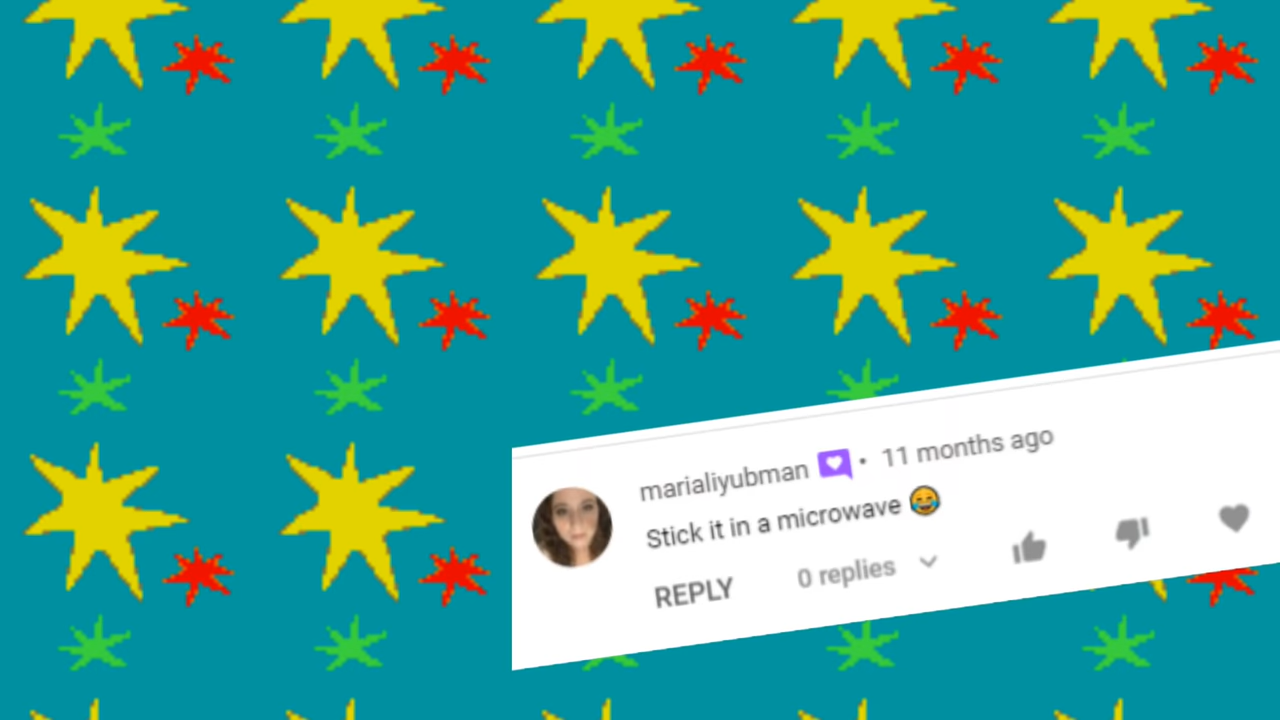 marialiyubman • 11 months ago
Stick it in a microwave 😂
REPLY 0 replies